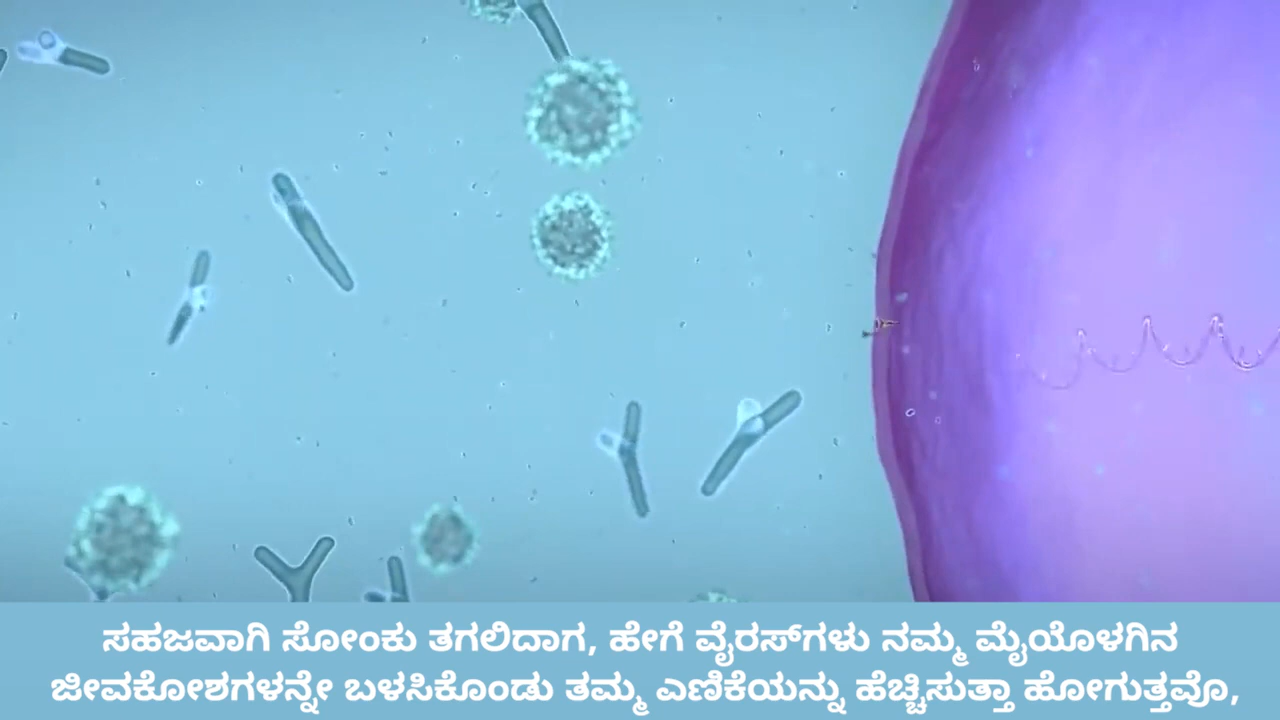 ಸಹಜವಾಗಿ ಸೋಂಕು ತಗಲಿದಾಗ, ಹೇಗೆ ವೈರಸ್‌ಗಳು ನಮ್ಮ ಮೈಯೊಳಗಿನ
ಜೀವಕೋಶಗಳನ್ನೇ ಬಳಸಿಕೊಂಡು ತಮ್ಮ ಎಣಿಕೆಯನ್ನು ಹೆಚ್ಚಿಸುತ್ತಾ ಹೋಗುತ್ತವೊ,